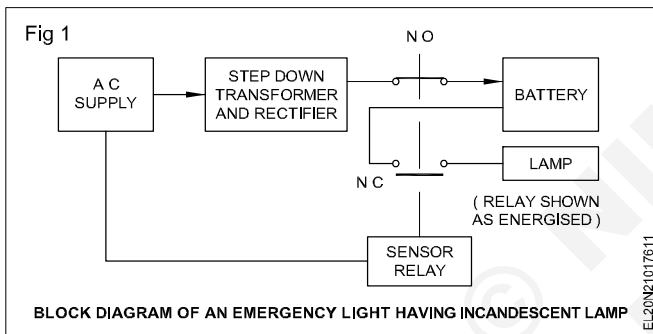 Fig 1
N O
A C
SUPPLY
STEP DOWN
TRANSFORMER
AND RECTIFIER
BATTERY
N C
LAMP
( RELAY SHOWN
AS ENERGISED )
SENSOR
RELAY
BLOCK DIAGRAM OF AN EMERGENCY LIGHT HAVING INCANDESCENT LAMP
EL20N21017611
© NI